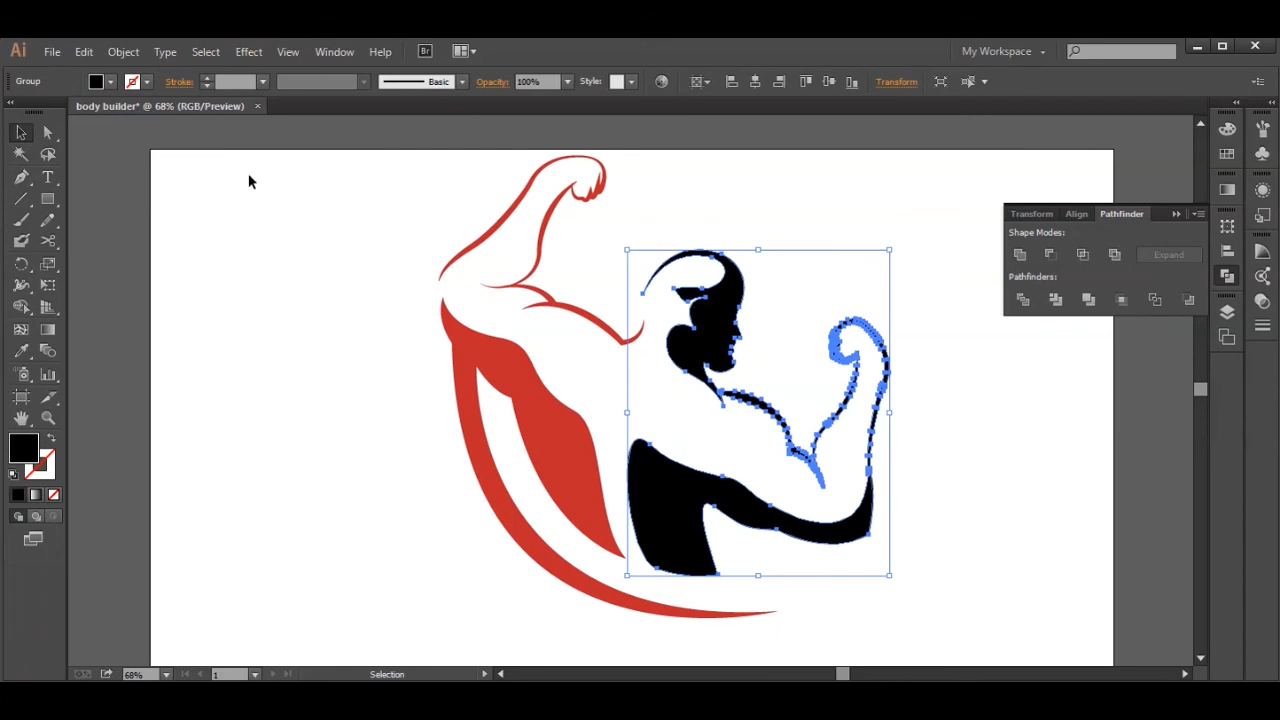 Ai File Edit Object Type Select Effect View Window Help Br My Workspace
Group Stroke: Basic Opacity: 100% Style: Transform
body builder* @ 68% (RGB/Preview) ×
Transform Align Pathfinder
Shape Modes:
Expand
Pathfinders:
T
68% 1 Selection